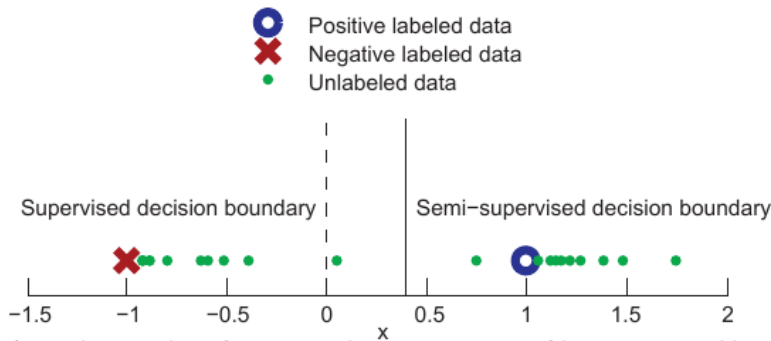 Positive labeled data
Negative labeled data
Unlabeled data
Supervised decision boundary
Semi−supervised decision boundary
−1.5 −1 −0.5 0 0.5 1 1.5 2
x